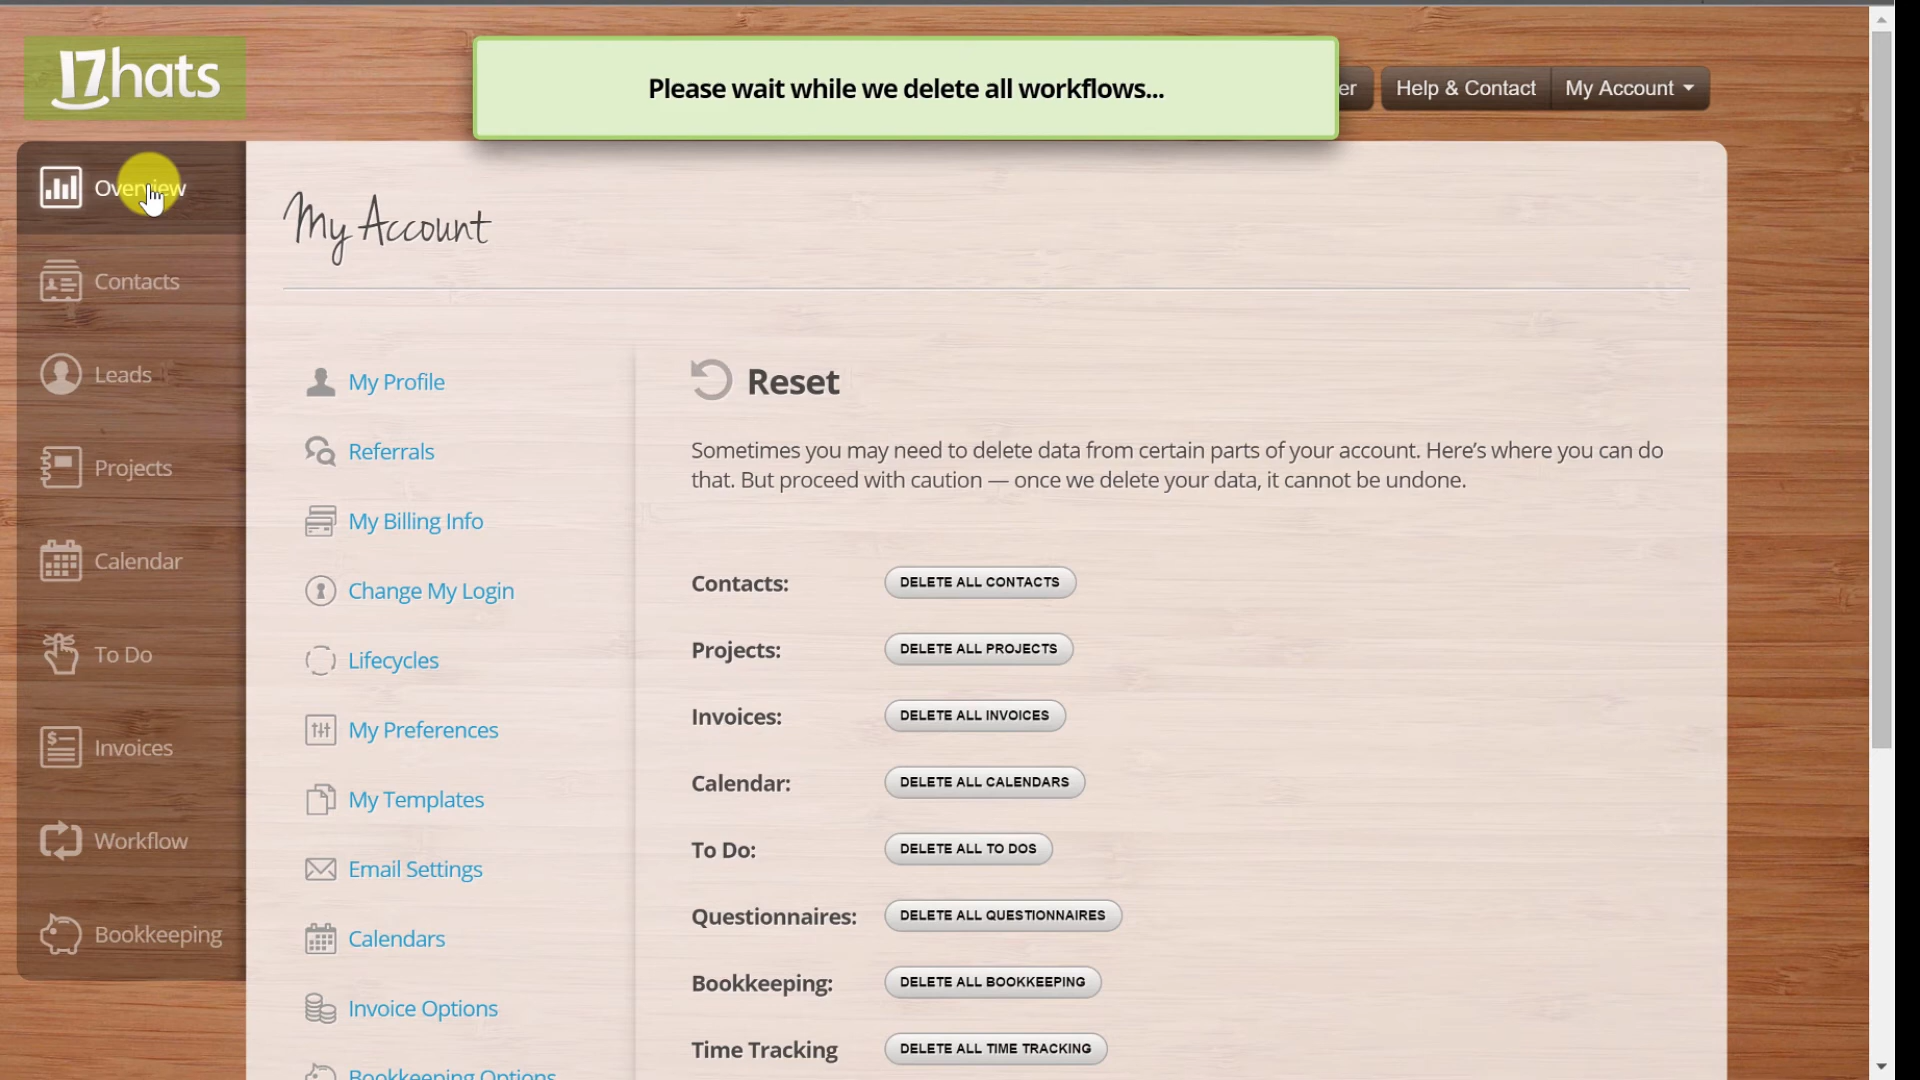 17hats
Please wait while we delete all workflows...
er
Help & Contact
My Account
Overview
Contacts
Leads
Projects
Calendar
To Do
Invoices
Workflow
Bookkeeping
My Account
My Profile
Referrals
My Billing Info
Change My Login
Lifecycles
My Preferences
My Templates
Email Settings
Calendars
Invoice Options
Bookkeeping Options
Reset
Sometimes you may need to delete data from certain parts of your account. Here's where you can do
that. But proceed with caution — once we delete your data, it cannot be undone.
Contacts: DELETE ALL CONTACTS
Projects: DELETE ALL PROJECTS
Invoices: DELETE ALL INVOICES
Calendar: DELETE ALL CALENDARS
To Do: DELETE ALL TO DOS
Questionnaires: DELETE ALL QUESTIONNAIRES
Bookkeeping: DELETE ALL BOOKKEEPING
Time Tracking DELETE ALL TIME TRACKING